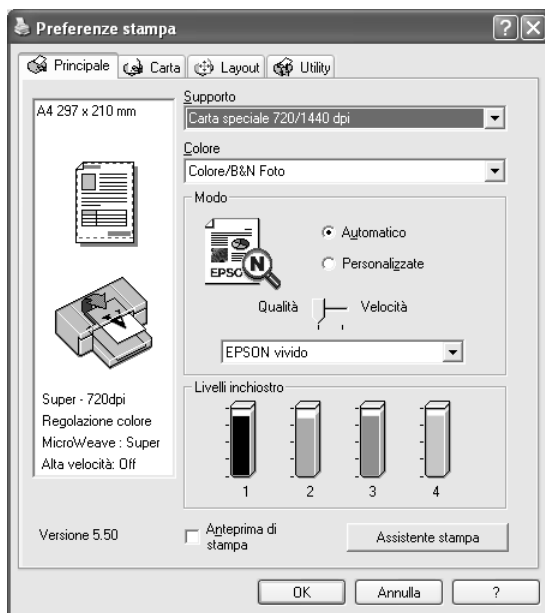 Preferenze stampa
Principale Carta Layout Utility
A4 297 x 210 mm
Super - 720dpi
Regolazione colore
MicroWeave : Super
Alta velocità: Off
Versione 5.50
Supporto
Carta speciale 720/1440 dpi
Colore
Colore/B&N Foto
Modo
EPSO
N
Automatico
Personalizzate
Qualità Velocità
EPSON vivido
Livelli inchiostro
1 2 3 4
Anteprima di
stampa
Assistente stampa
OK Annulla ?